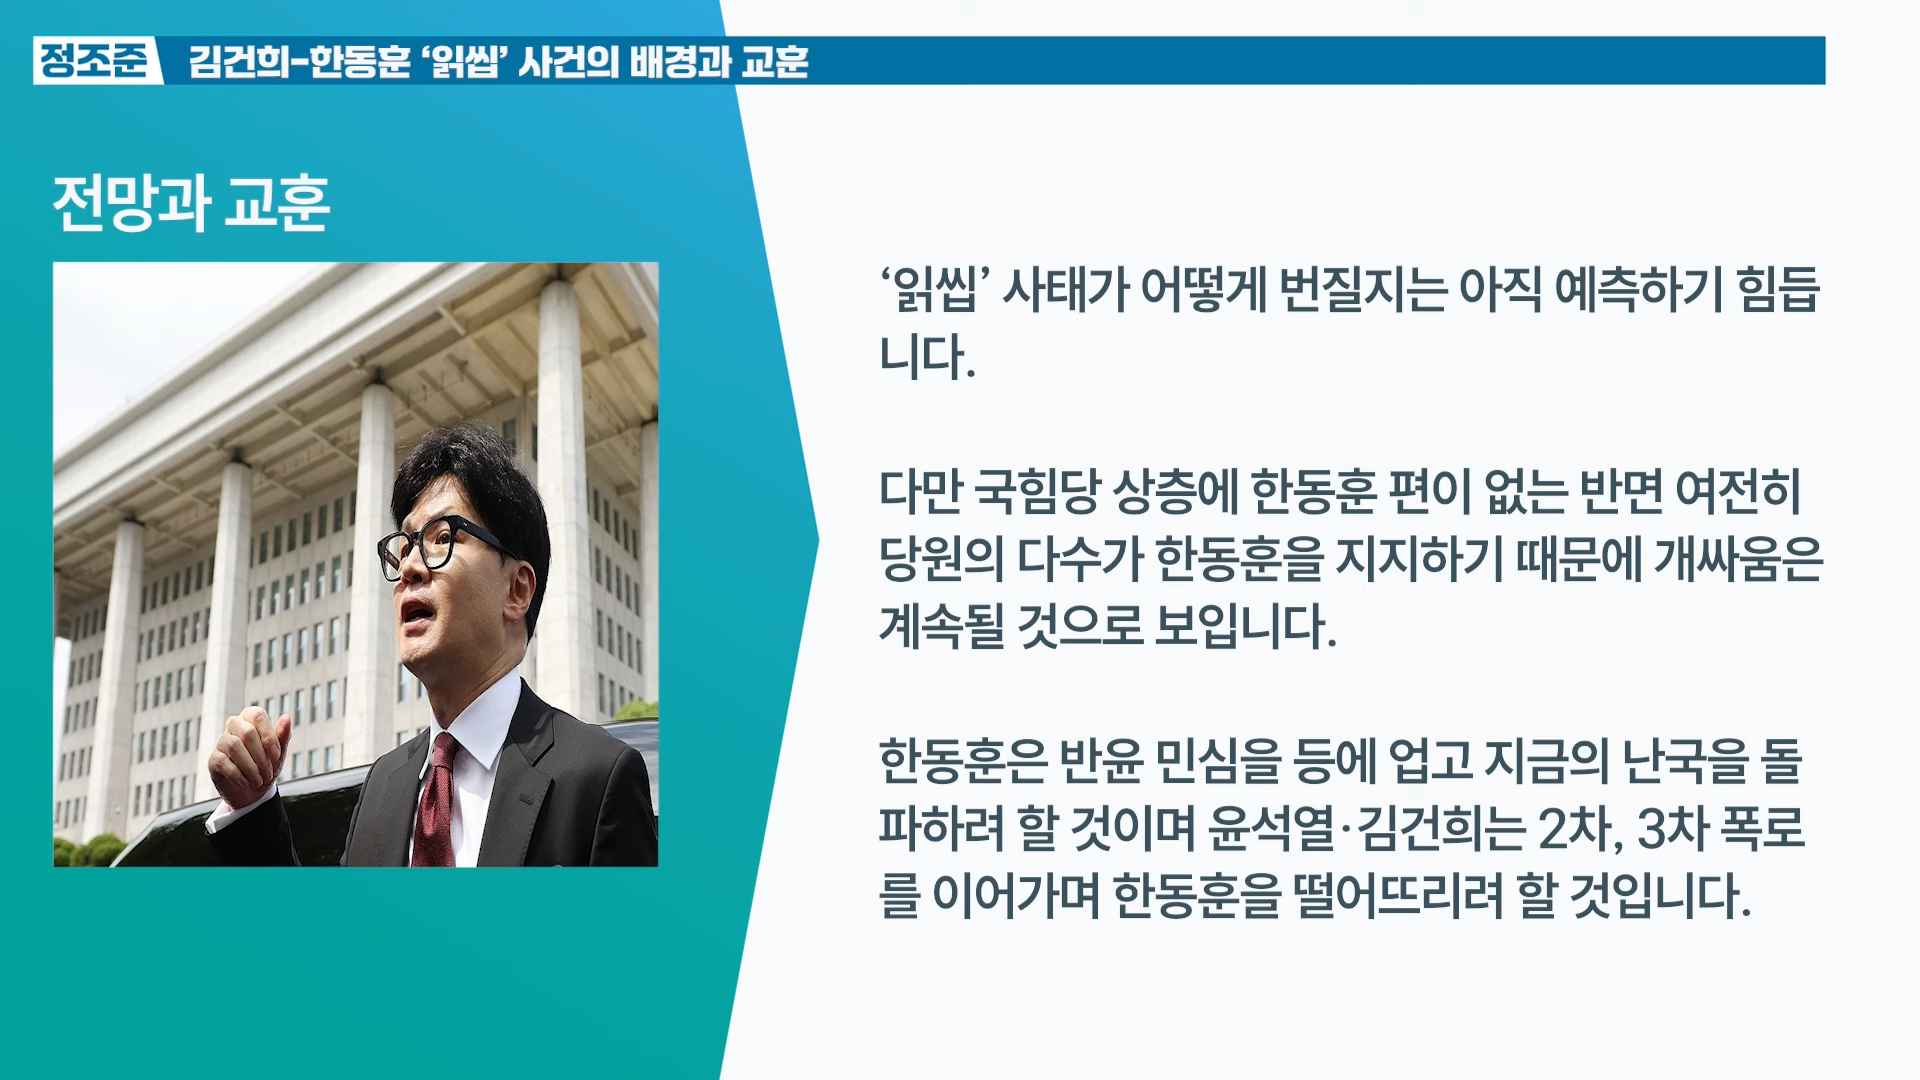 정조준
김건희-한동훈 ‘읽씹’ 사건의 배경과 교훈
전망과 교훈
‘읽씹’ 사태가 어떻게 번질지는 아직 예측하기 힘듭
니다.
다만 국힘당 상층에 한동훈 편이 없는 반면 여전히
당원의 다수가 한동훈을 지지하기 때문에 개싸움은
계속될 것으로 보입니다.
한동훈은 반윤 민심을 등에 업고 지금의 난국을 돌
파하려 할 것이며 윤석열·김건희는 2차, 3차 폭로
를 이어가며 한동훈을 떨어뜨리려 할 것입니다.